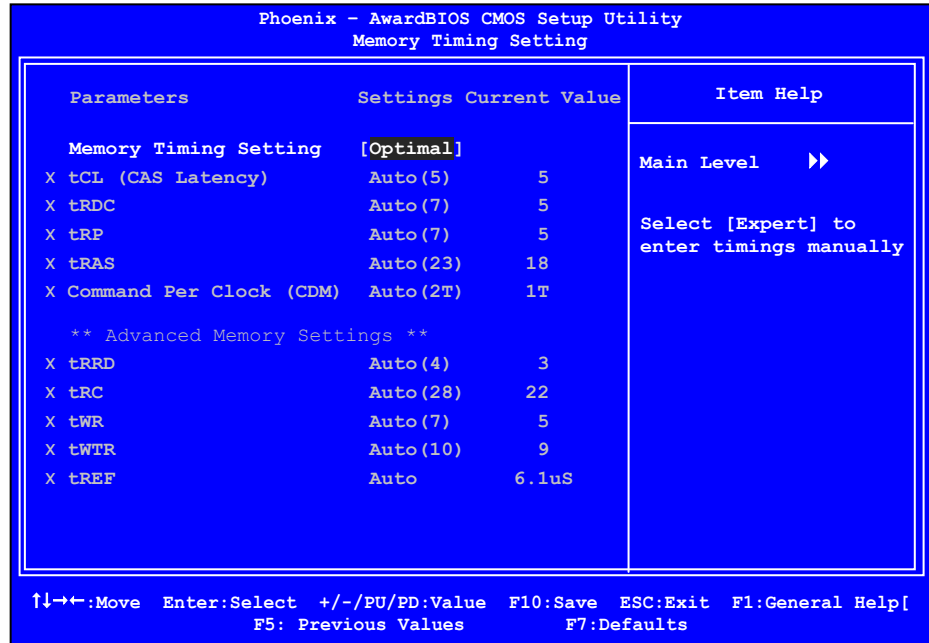 Phoenix – AwardBIOS CMOS Setup Utility
Memory Timing Setting
Parameters Settings Current Value
Item Help
Memory Timing Setting [Optimal]
X tCL (CAS Latency) Auto(5) 5
X tRDC Auto(7) 5
X tRP Auto(7) 5
X tRAS Auto(23) 18
X Command Per Clock (CDM) Auto(2T) 1T
** Advanced Memory Settings **
X tRRD Auto(4) 3
X tRC Auto(28) 22
X tWR Auto(7) 5
X tWTR Auto(10) 9
X tREF Auto 6.1uS
Main Level
Select [Expert] to
enter timings manually
↑↓→←:Move Enter:Select +/-/PU/PD:Value F10:Save ESC:Exit F1:General Help[
F5: Previous Values F7:Defaults